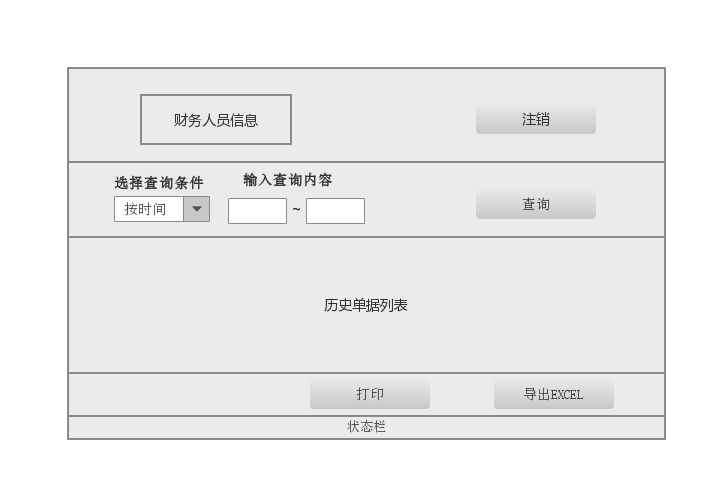 财务人员信息
注销
选择查询条件
输入查询内容
按时间
~
查询
历史单据列表
打印
导出EXCEL
状态栏